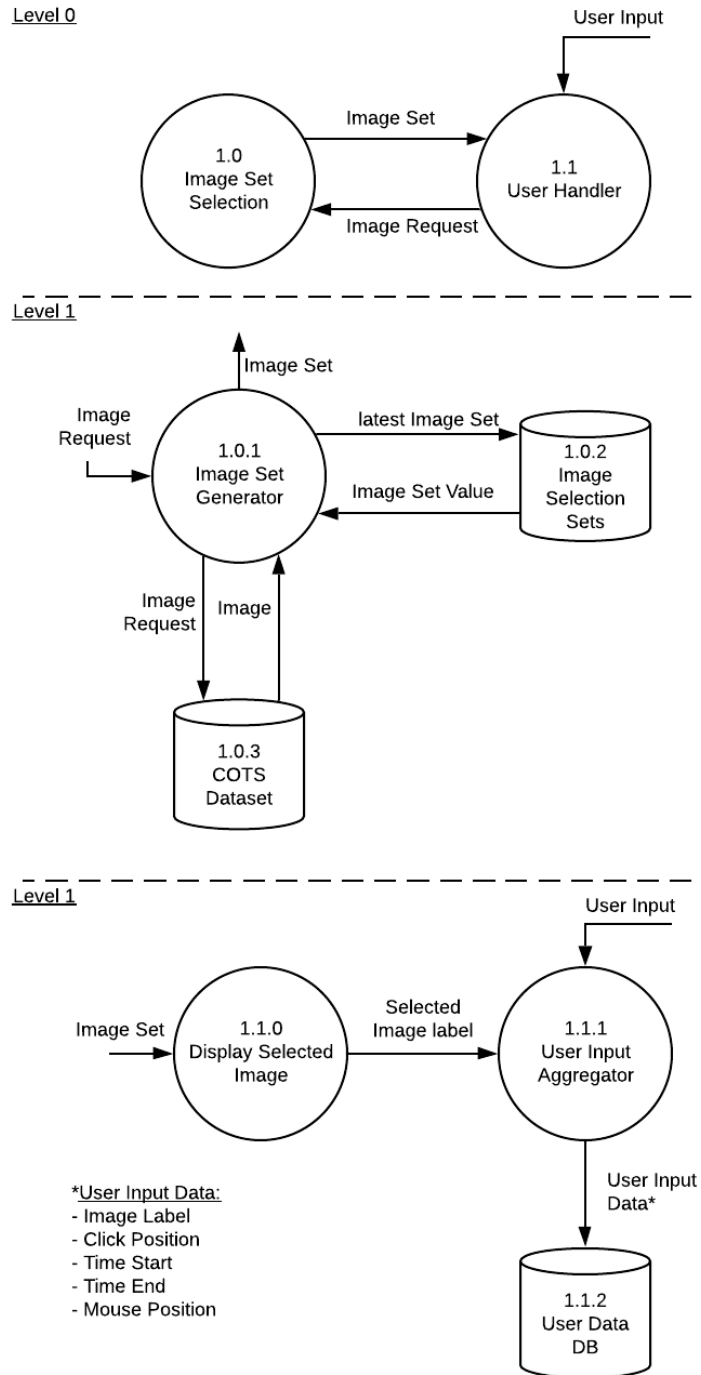 Level 0
User Input
Image Set
1.0
Image Set
Selection
1.1
User Handler
Image Request
Level 1
Image Set
Image
Request
1.0.1
Image Set
Generator
latest Image Set
Image Set Value
1.0.2
Image
Selection
Sets
Image
Request
Image
1.0.3
COTS
Dataset
Level 1
User Input
Image Set
1.1.0
Display Selected
Image
Selected
Image label
1.1.1
User Input
Aggregator
User Input
Data*
*User Input Data:
- Image Label
- Click Position
- Time Start
- Time End
- Mouse Position
1.1.2
User Data
DB